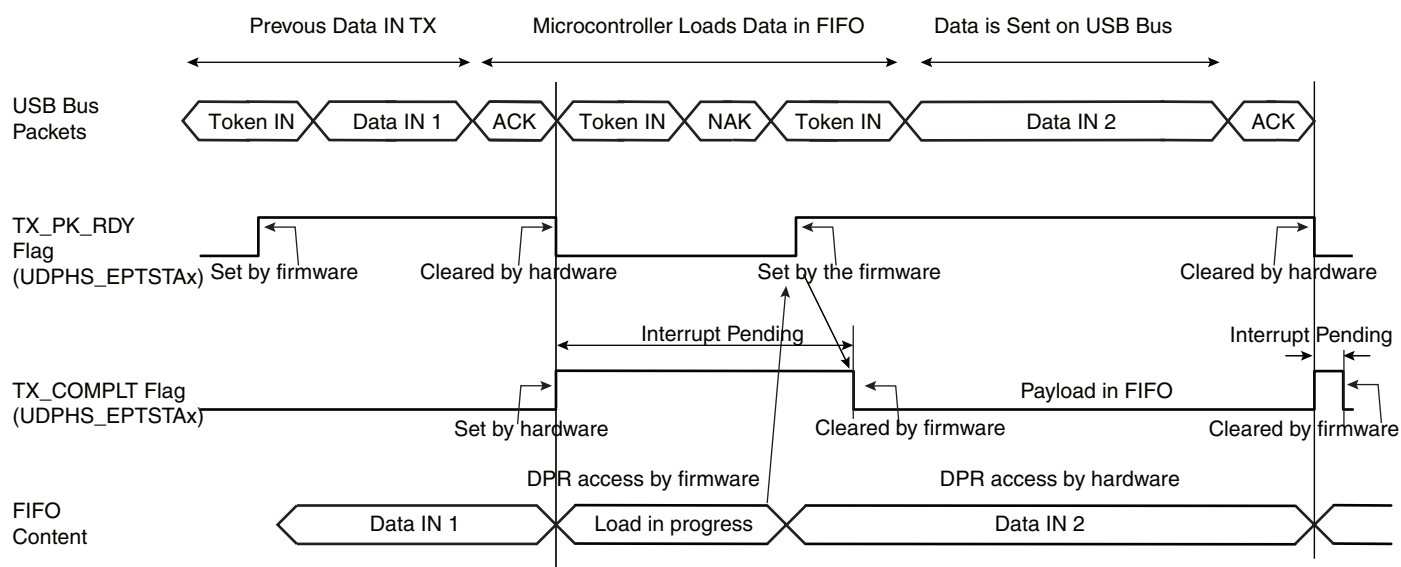 Prevous Data IN TX
Microcontroller Loads Data in FIFO
Data is Sent on USB Bus
USB Bus
Packets
Token IN
Data IN 1
ACK
Token IN
NAK
Token IN
Data IN 2
ACK
TX_PK_RDY
Flag
(UDPHS_EPTSTAx)
Set by firmware
Cleared by hardware
Set by the firmware
Cleared by hardware
Interrupt Pending
Interrupt Pending
TX_COMPLT Flag
(UDPHS_EPTSTAx)
Payload in FIFO
Set by hardware
Cleared by firmware
Cleared by firmware
DPR access by firmware
DPR access by hardware
FIFO
Content
Data IN 1
Load in progress
Data IN 2